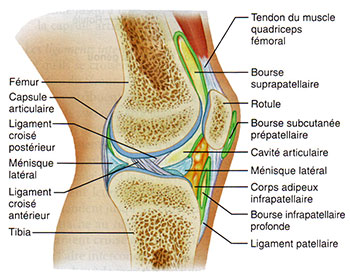 Tendon du muscle
quadriceps
fémoral
Fémur
Capsule
articulaire
Ligament
croisé
postérieur
Ménisque
latéral
Ligament
croisé
antérieur
Tibia
Bourse
suprapatellaire
Rotule
Bourse subcutanée
prépatellaire
Cavité articulaire
Ménisque latéral
Corps adipeux
infrapatellaire
Bourse infrapatellaire
profonde
Ligament patellaire